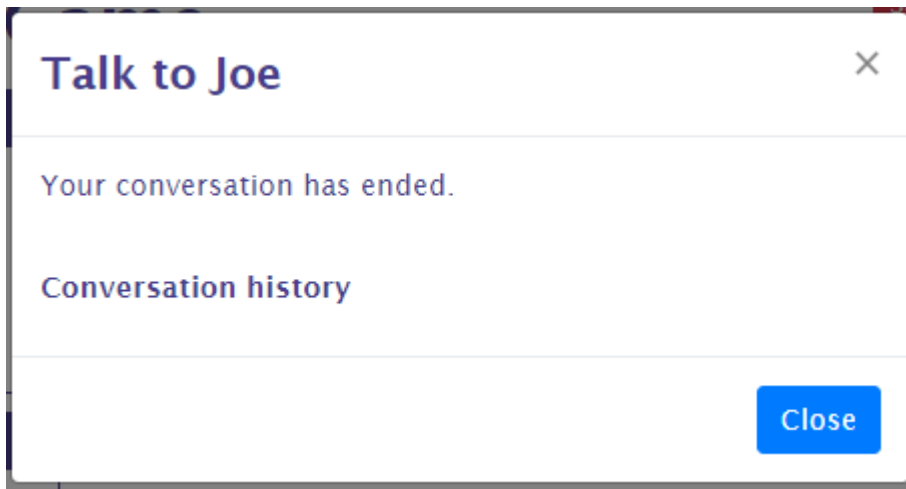 Talk to Joe
Your conversation has ended.
Conversation history
Close